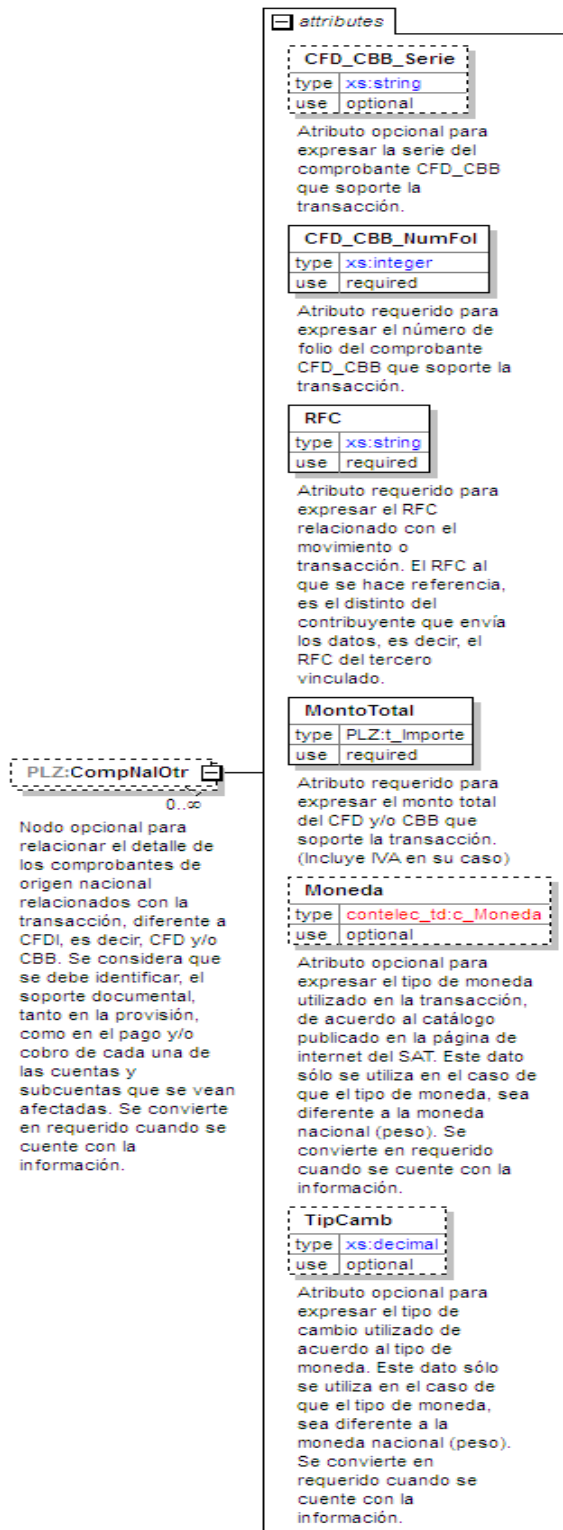 attributes
CFD_CBB_Serie
type xs:string
use optional
Atributo opcional para
expresar la serie del
comprobante CFD_CBB
que soporte la
transacción.
CFD_CBB_NumFol
type xs:integer
use required
Atributo requerido para
expresar el número de
folio del comprobante
CFD_CBB que soporte la
transacción.
RFC
type xs:string
use required
Atributo requerido para
expresar el RFC
relacionado con el
movimiento o
transacción. El RFC al
que se hace referencia,
es el distinto del
contribuyente que envía
los datos, es decir, el
RFC del tercero
vinculado.
MontoTotal
type PLZ:t_Importe
use required
Atributo requerido para
expresar el monto total
del CFD y/o CBB que
soporte la transacción.
(Incluye IVA en su caso)
Moneda
type contelec_td:c_Moneda
use optional
Atributo opcional para
expresar el tipo de moneda
utilizado en la transacción,
de acuerdo al catálogo
publicado en la página de
internet del SAT. Este dato
sólo se utiliza en el caso de
que el tipo de moneda, sea
diferente a la moneda
nacional (peso). Se
convierte en requerido
cuando se cuente con la
información.
TipCamb
type xs:decimal
use optional
Atributo opcional para
expresar el tipo de
cambio utilizado de
acuerdo al tipo de
moneda. Este dato sólo
se utiliza en el caso de
que el tipo de moneda,
sea diferente a la
moneda nacional (peso).
Se convierte en
requerido cuando se
cuente con la
información.
PLZ:CompNalOtr
0..∞
Nodo opcional para
relacionar el detalle de
los comprobantes de
origen nacional
relacionados con la
transacción, diferente a
CFDI, es decir, CFD y/o
CBB. Se considera que
se debe identificar, el
soporte documental,
tanto en la provisión,
como en el pago y/o
cobro de cada una de
las cuentas y
subcuentas que se vean
afectadas. Se convierte
en requerido cuando se
cuente con la
información.